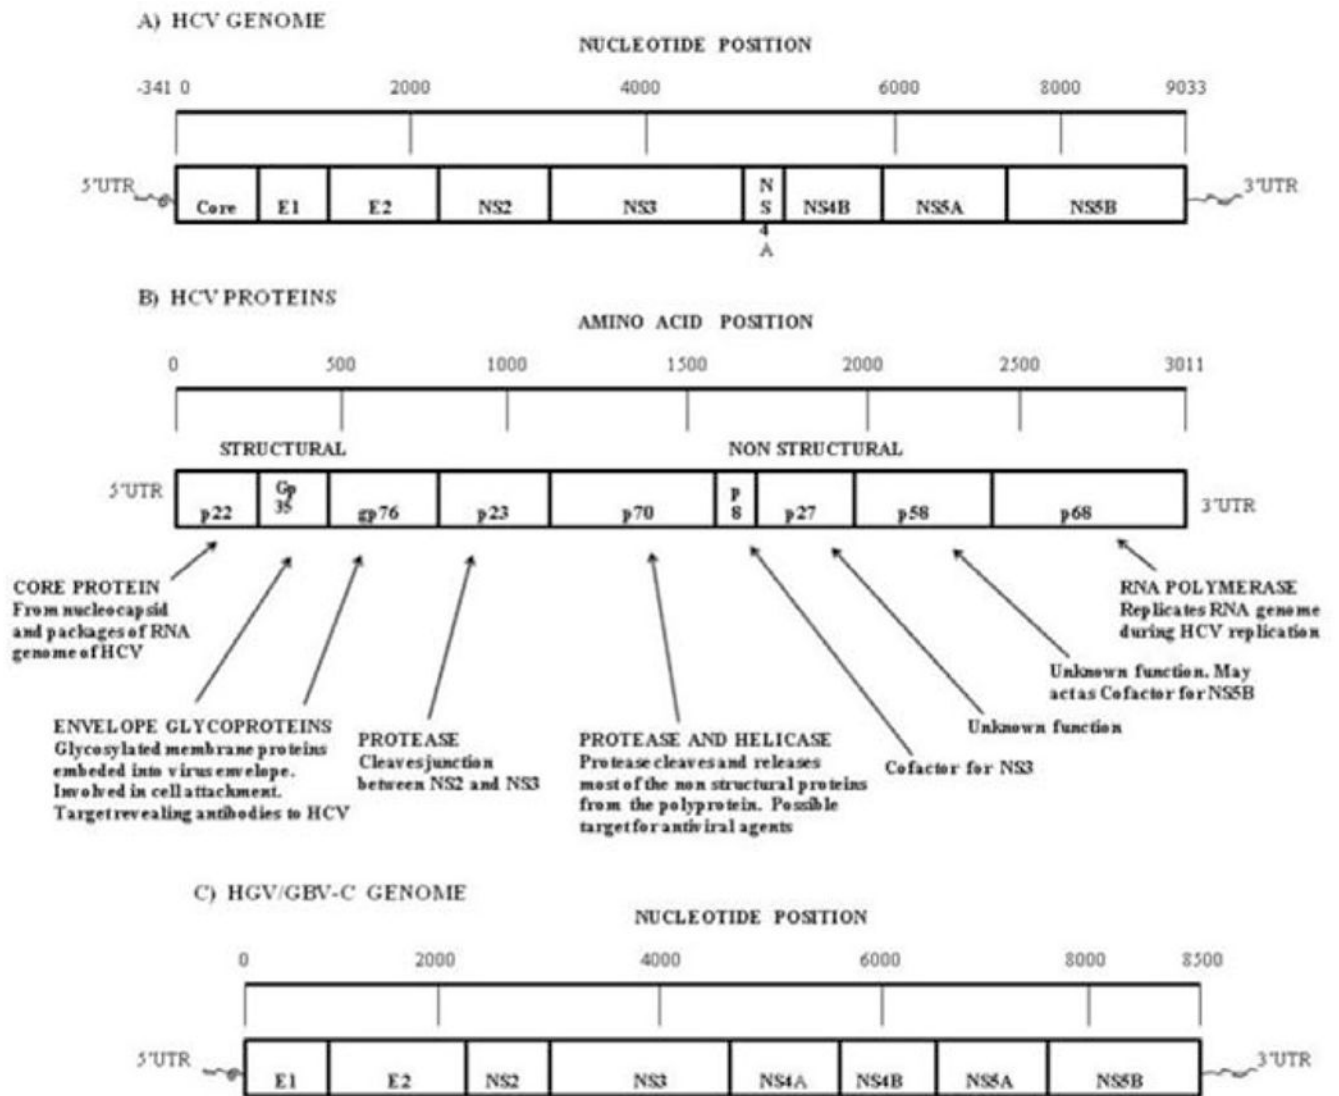 A) HCV GENOME
NUCLEOTIDE POSITION
-341 0 2000 4000 6000 8000 9033
5'UTR Core E1 E2 NS2 NS3 NS4A NS4B NS5A NS5B 3'UTR
B) HCV PROTEINS
AMINO ACID POSITION
0 500 1000 1500 2000 2500 3011
STRUCTURAL NON STRUCTURAL
5'UTR p22 Gp35 gp76 p23 p70 p8 p27 p58 p68 3'UTR
CORE PROTEIN
From nucleocapsid
and packages of RNA
genome of HCV
ENVELOPE GLYCOPROTEINS
Glycosylated membrane proteins
embeded into virus envelope.
Involved in cell attachment.
Target revealing antibodies to HCV
PROTEASE
Cleaves junction
between NS2 and NS3
PROTEASE AND HELICASE
Protease cleaves and releases
most of the non structural proteins
from the polyprotein. Possible
target for antiviral agents
Cofactor for NS3
Unknown function
Unknown function. May
act as Cofactor for NS5B
RNA POLYMERASE
Replicates RNA genome
during HCV replication
C) HGV/GBV-C GENOME
NUCLEOTIDE POSITION
0 2000 4000 6000 8000 8500
5'UTR E1 E2 NS2 NS3 NS4A NS4B NS5A NS5B 3'UTR